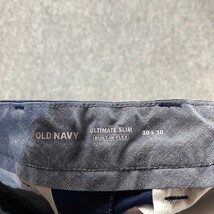 OLD NAVY
ULTIMATE SLIM
BUILT-IN FLEX
30 x 30